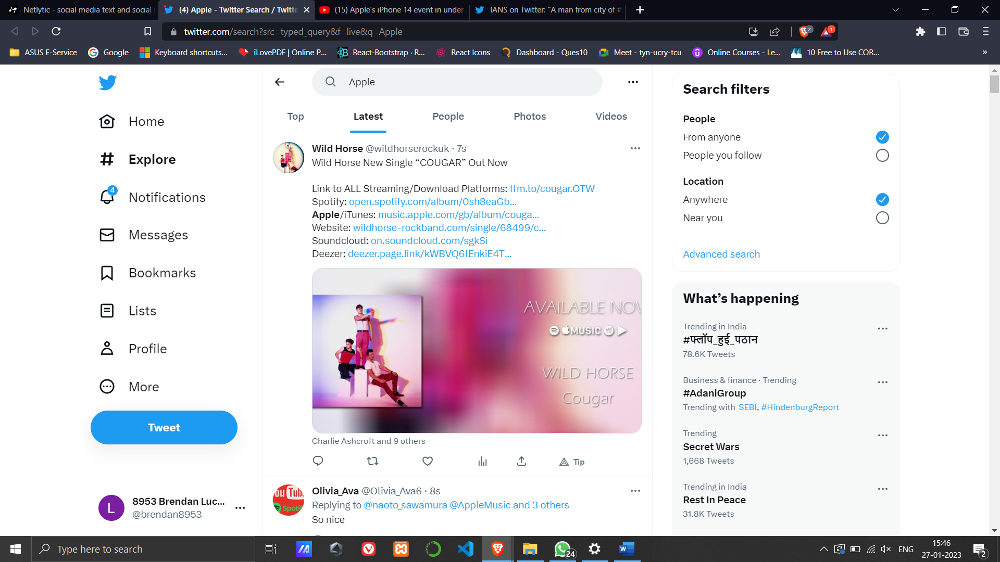 Netlytic - social media text and social
(4) Apple - Twitter Search / Twitte
(15) Apple's iPhone 14 event in under
IANS on Twitter: "A man from city of #
twitter.com/search?src=typed_query&f=live&q=Apple
2
1
ASUS E-Service
Google
Keyboard shortcuts...
iLovePDF | Online P...
React-Bootstrap · R...
React Icons
Dashboard - Ques10
Meet - tyn-ucry-tcu
Online Courses - Le...
10 Free to Use COR...
»
Home
Explore
4
Notifications
Messages
Bookmarks
Lists
Profile
More
Tweet
L
8953 Brendan Luc...
@brendan8953
Apple
Top
Latest
People
Photos
Videos
Wild Horse @wildhorserockuk · 7s
Wild Horse New Single “COUGAR” Out Now
Link to ALL Streaming/Download Platforms: ffm.to/cougar.OTW
Spotify: open.spotify.com/album/0sh8eaGb...
Apple/iTunes: music.apple.com/gb/album/couga...
Website: wildhorse-rockband.com/single/68499/c...
Soundcloud: on.soundcloud.com/sgkSi
Deezer: deezer.page.link/kWBVQ6tEnkiE4T...
AVAILABLE NOW
MUSIC
WILD HORSE
Cougar
Charlie Ashcroft and 9 others
Tip
ou Tub
Spotif
Olivia_Ava @Olivia_Ava6 · 8s
Replying to @naoto_sawamura @AppleMusic and 3 others
So nice
Search filters
People
From anyone
People you follow
Location
Anywhere
Near you
Advanced search
What’s happening
Trending in India
#फ्लॉप_हुई_पठान
78.6K Tweets
Business & finance · Trending
#AdaniGroup
Trending with SEBI, #HindenburgReport
Trending
Secret Wars
1,668 Tweets
Trending in India
Rest In Peace
31.8K Tweets
Type here to search
24
ENG
15:46
27-01-2023
2